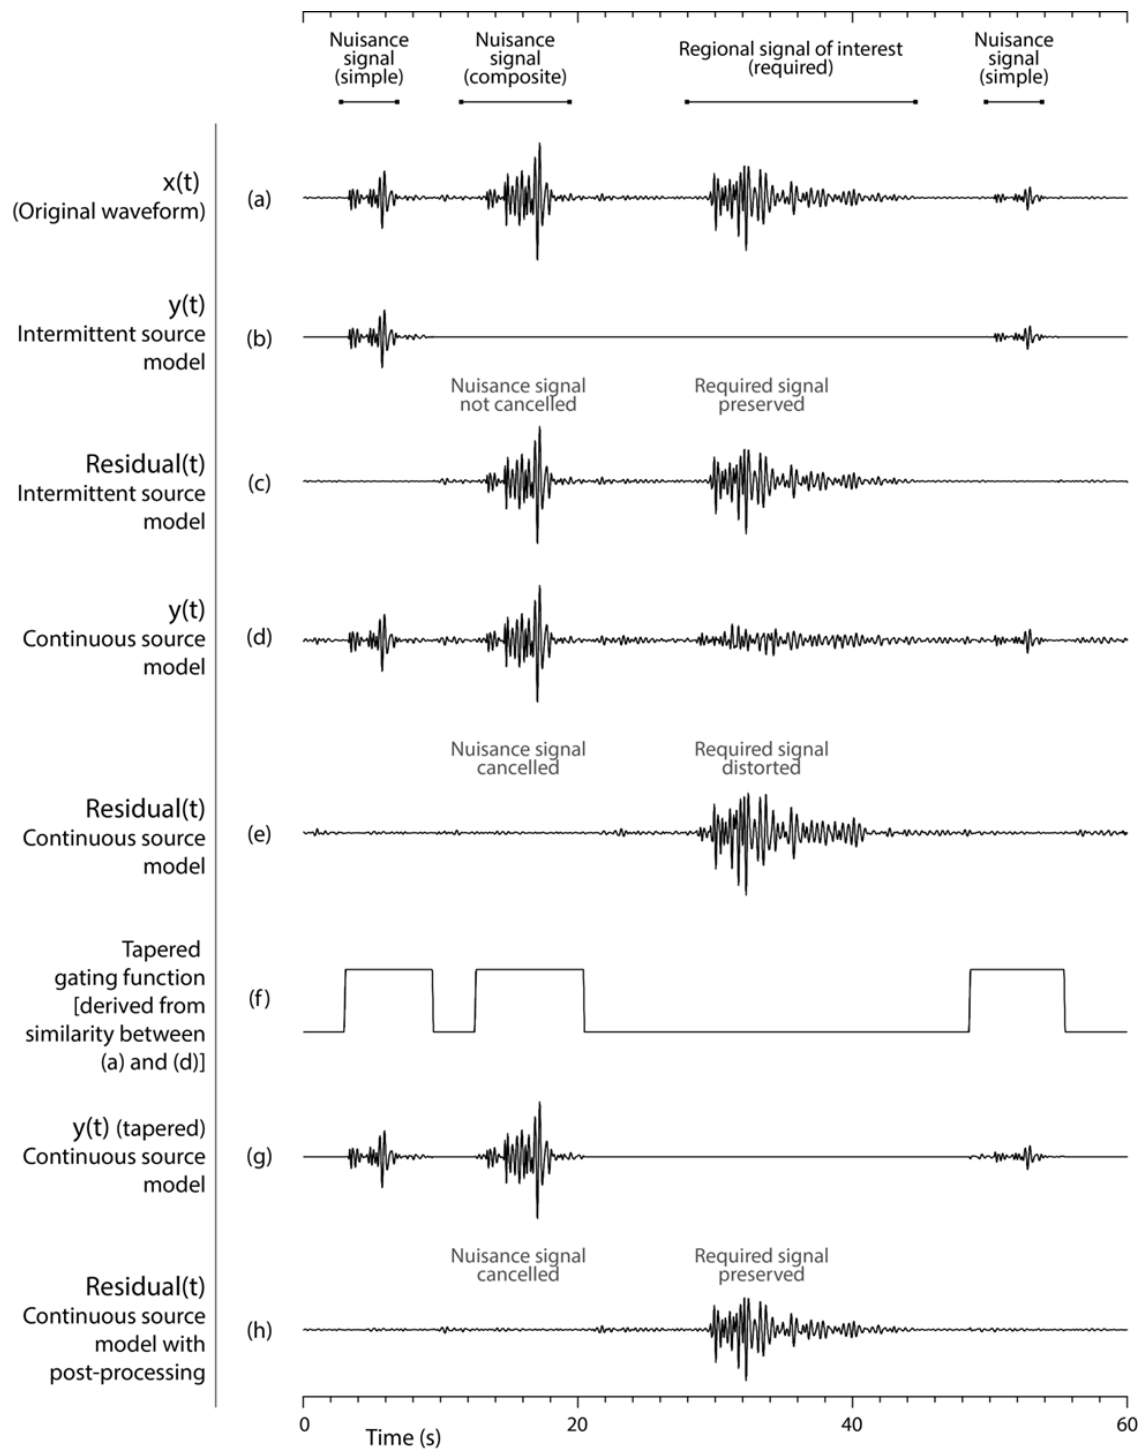 Nuisance
signal
(simple)
Nuisance
signal
(composite)
Regional signal of interest
(required)
Nuisance
signal
(simple)
x(t)
(Original waveform)
(a)
y(t)
Intermittent source
model
(b)
Nuisance signal
not cancelled
Required signal
preserved
Residual(t)
Intermittent source
model
(c)
y(t)
Continuous source
model
(d)
Nuisance signal
cancelled
Required signal
distorted
Residual(t)
Continuous source
model
(e)
Tapered
gating function
[derived from
similarity between
(a) and (d)]
(f)
y(t) (tapered)
Continuous source
model
(g)
Nuisance signal
cancelled
Required signal
preserved
Residual(t)
Continuous source
model with
post-processing
(h)
0 20 40 60
Time (s)